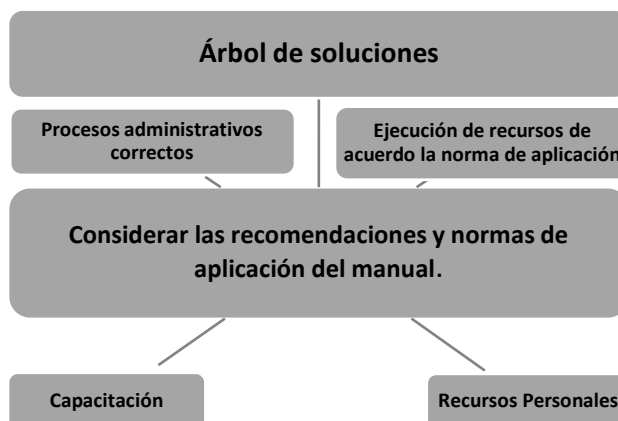 Árbol de soluciones
Procesos administrativos
correctos
Ejecución de recursos de
acuerdo la norma de aplicación
Considerar las recomendaciones y normas de
aplicación del manual.
Capacitación
Recursos Personales